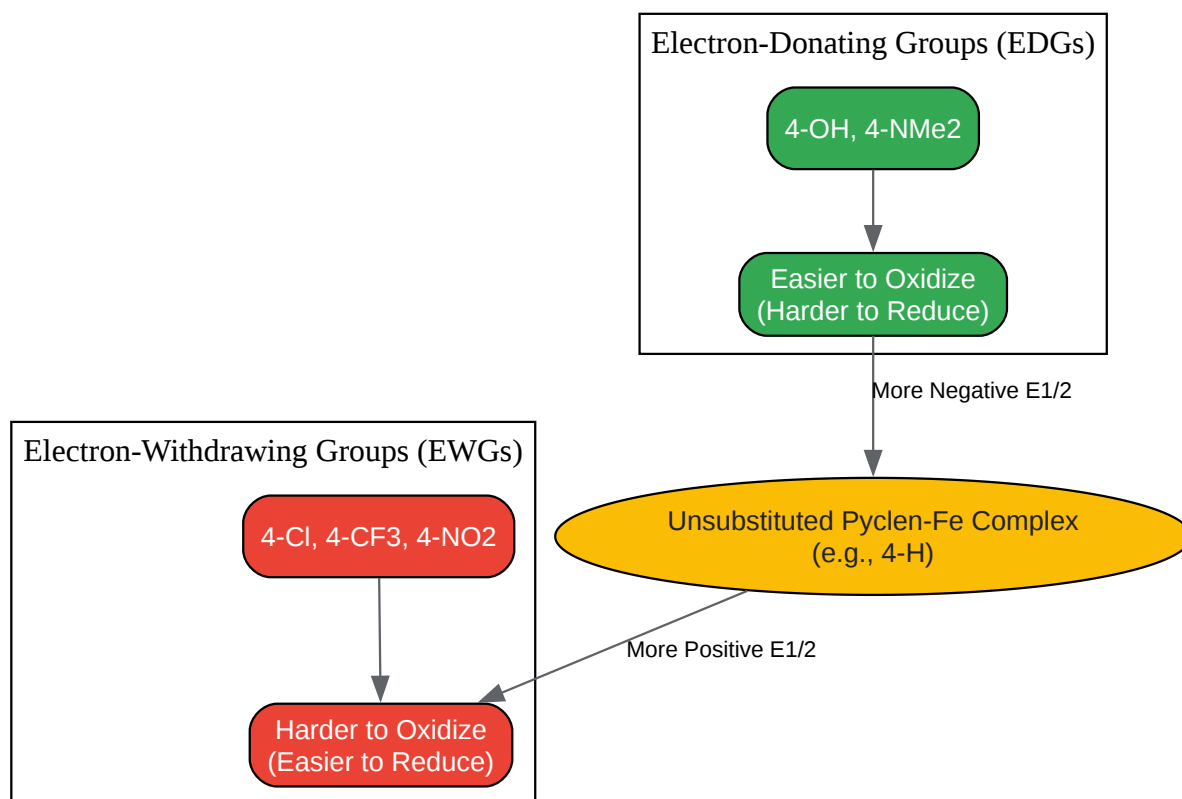 Electron-Donating Groups (EDGs)
4-OH, 4-NMe2
Easier to Oxidize
(Harder to Reduce)
More Negative E1/2
Electron-Withdrawing Groups (EWGs)
4-Cl, 4-CF3, 4-NO2
Unsubstituted Pyclen-Fe Complex
(e.g., 4-H)
More Positive E1/2
Harder to Oxidize
(Easier to Reduce)